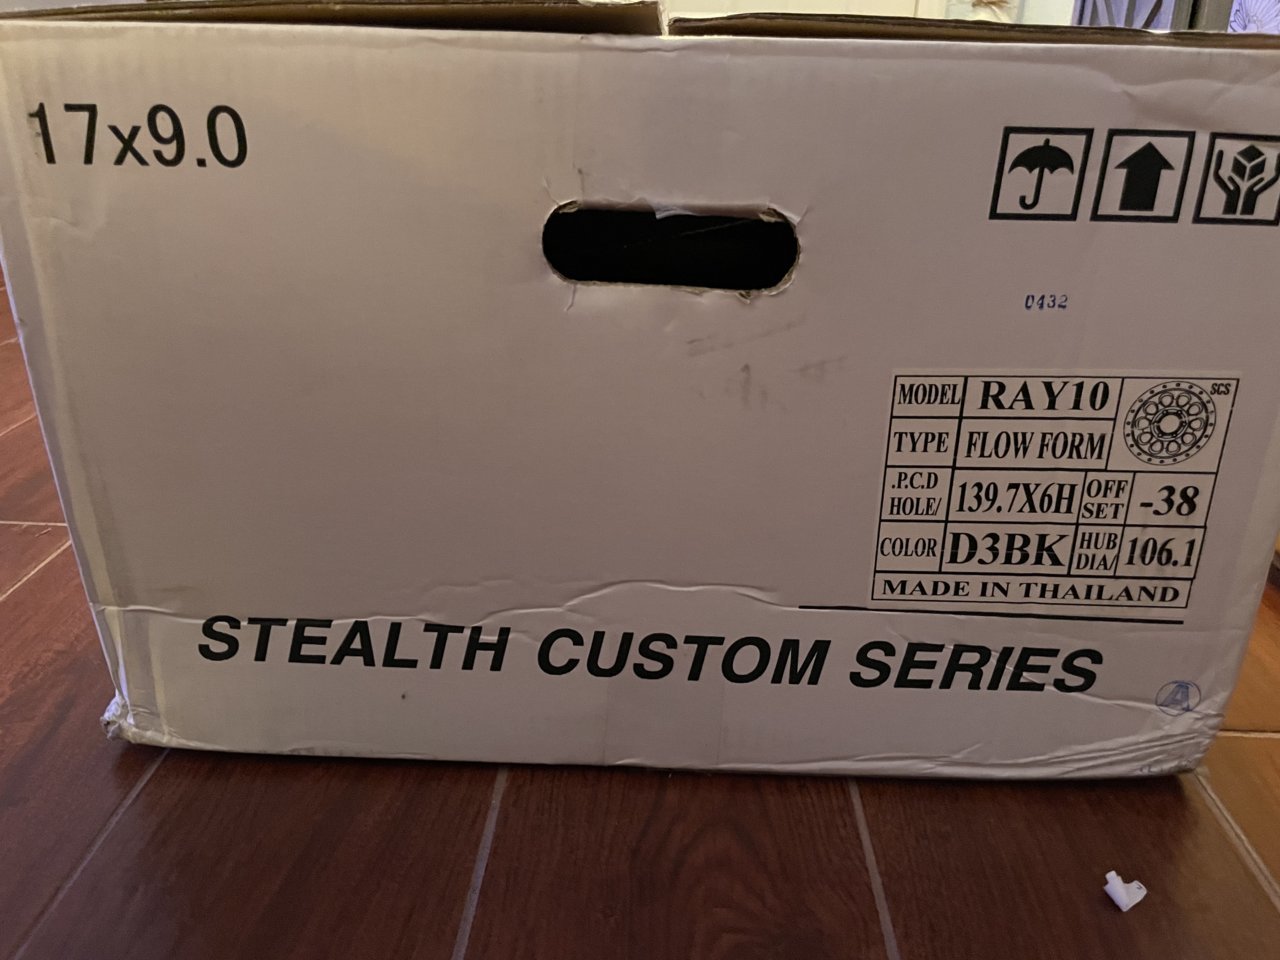 17x9.0
0432
MODEL RAY10 SCS
TYPE FLOW FORM
.P.C.D HOLE/ 139.7X6H OFF SET -38
COLOR D3BK HUB DIA/ 106.1
MADE IN THAILAND
STEALTH CUSTOM SERIES
A